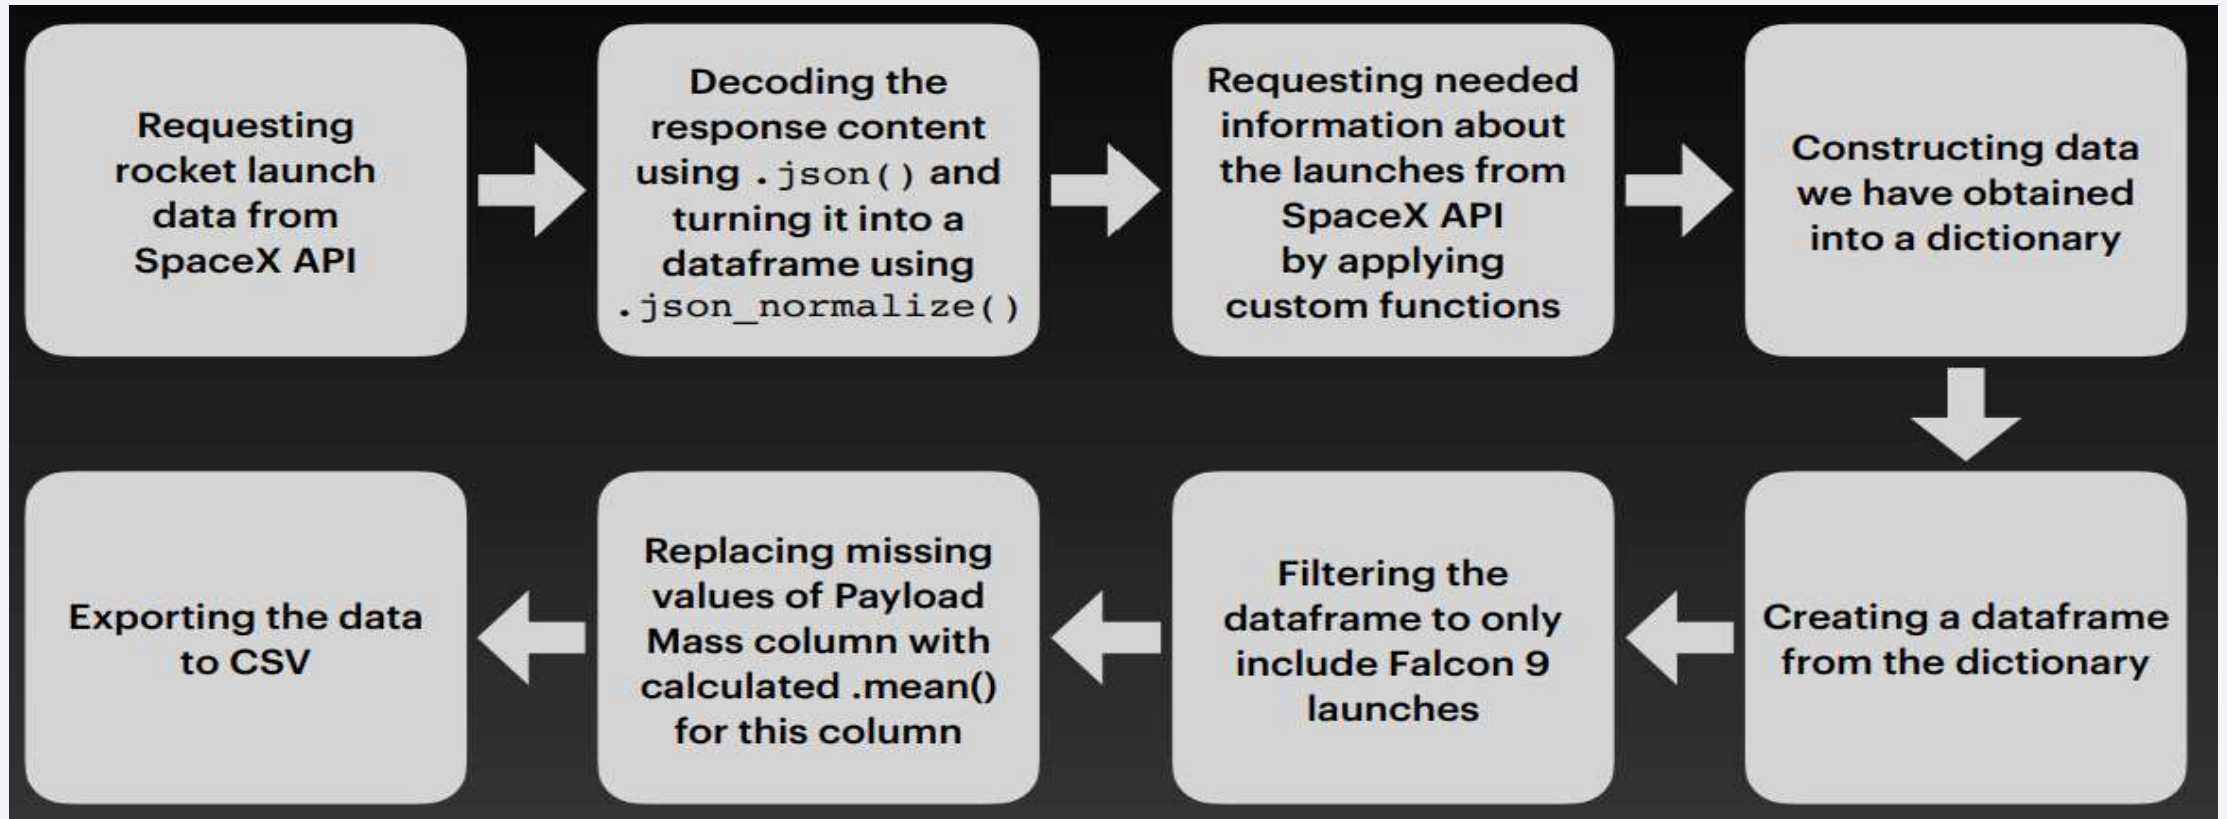 Requesting
rocket launch
data from
SpaceX API
Decoding the
response content
using .json() and
turning it into a
dataframe using
.json_normalize()
Requesting needed
information about
the launches from
SpaceX API
by applying
custom functions
Constructing data
we have obtained
into a dictionary
Creating a dataframe
from the dictionary
Filtering the
dataframe to only
include Falcon 9
launches
Replacing missing
values of Payload
Mass column with
calculated .mean()
for this column
Exporting the data
to CSV